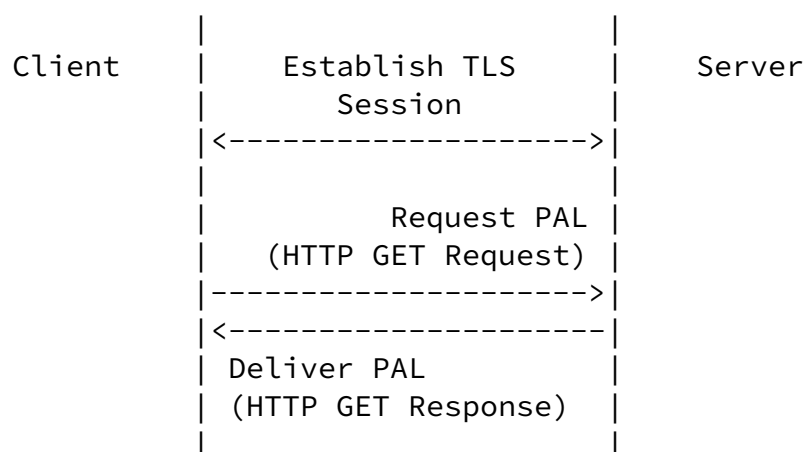 Client Establish TLS Server
Session
Request PAL
(HTTP GET Request)
Deliver PAL
(HTTP GET Response)